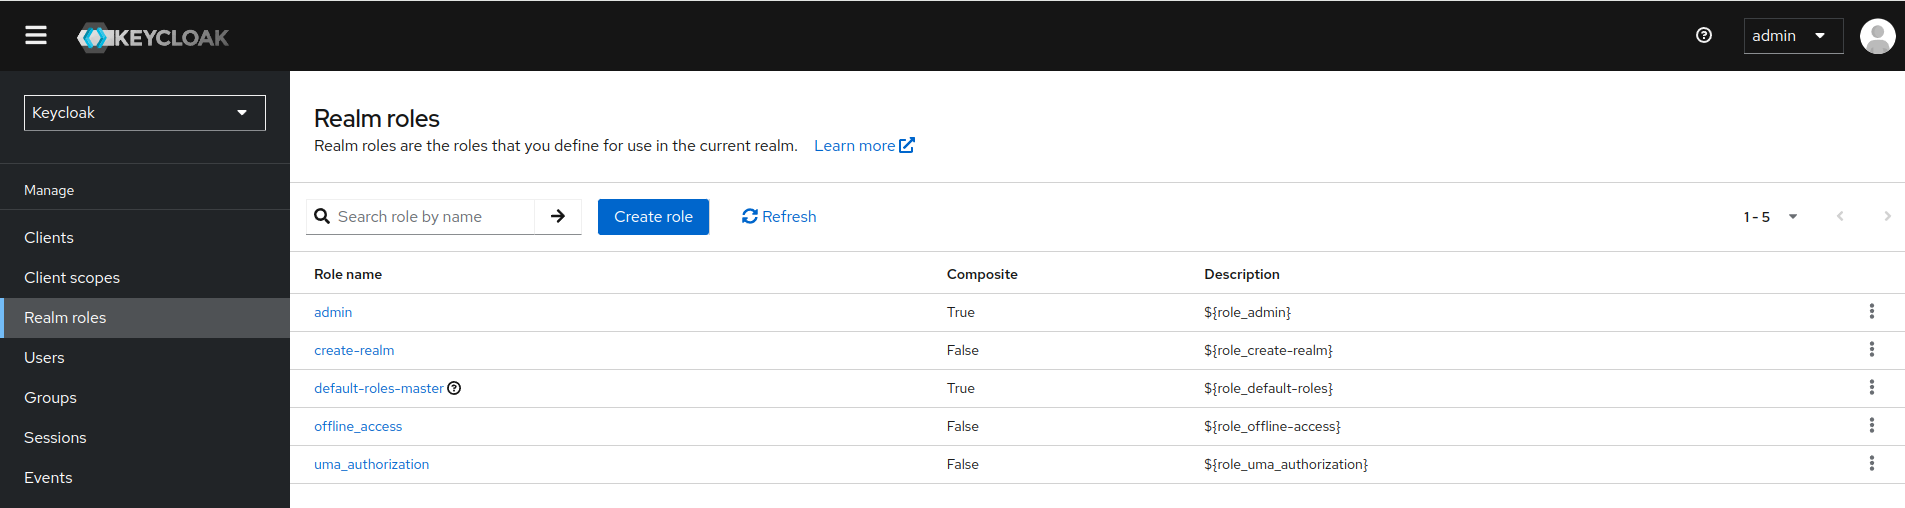 KEYCLOAK
admin
Keycloak
Manage
Clients
Client scopes
Realm roles
Users
Groups
Sessions
Events
Realm roles
Realm roles are the roles that you define for use in the current realm. Learn more
Search role by name Create role Refresh 1 - 5
Role name Composite Description
admin True ${role_admin}
create-realm False ${role_create-realm}
default-roles-master True ${role_default-roles}
offline_access False ${role_offline-access}
uma_authorization False ${role_uma_authorization}